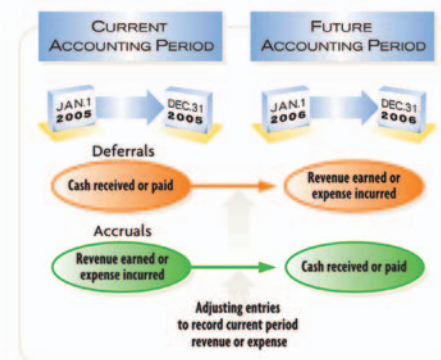 CURRENT
ACCOUNTING PERIOD
FUTURE
ACCOUNTING PERIOD
JAN.1
2005
DEC.31
2005
JAN.1
2006
DEC.31
2006
Deferrals
Cash received or paid
Revenue earned or
expense incurred
Accruals
Revenue earned or
expense incurred
Cash received or paid
Adjusting entries
to record current period
revenue or expense